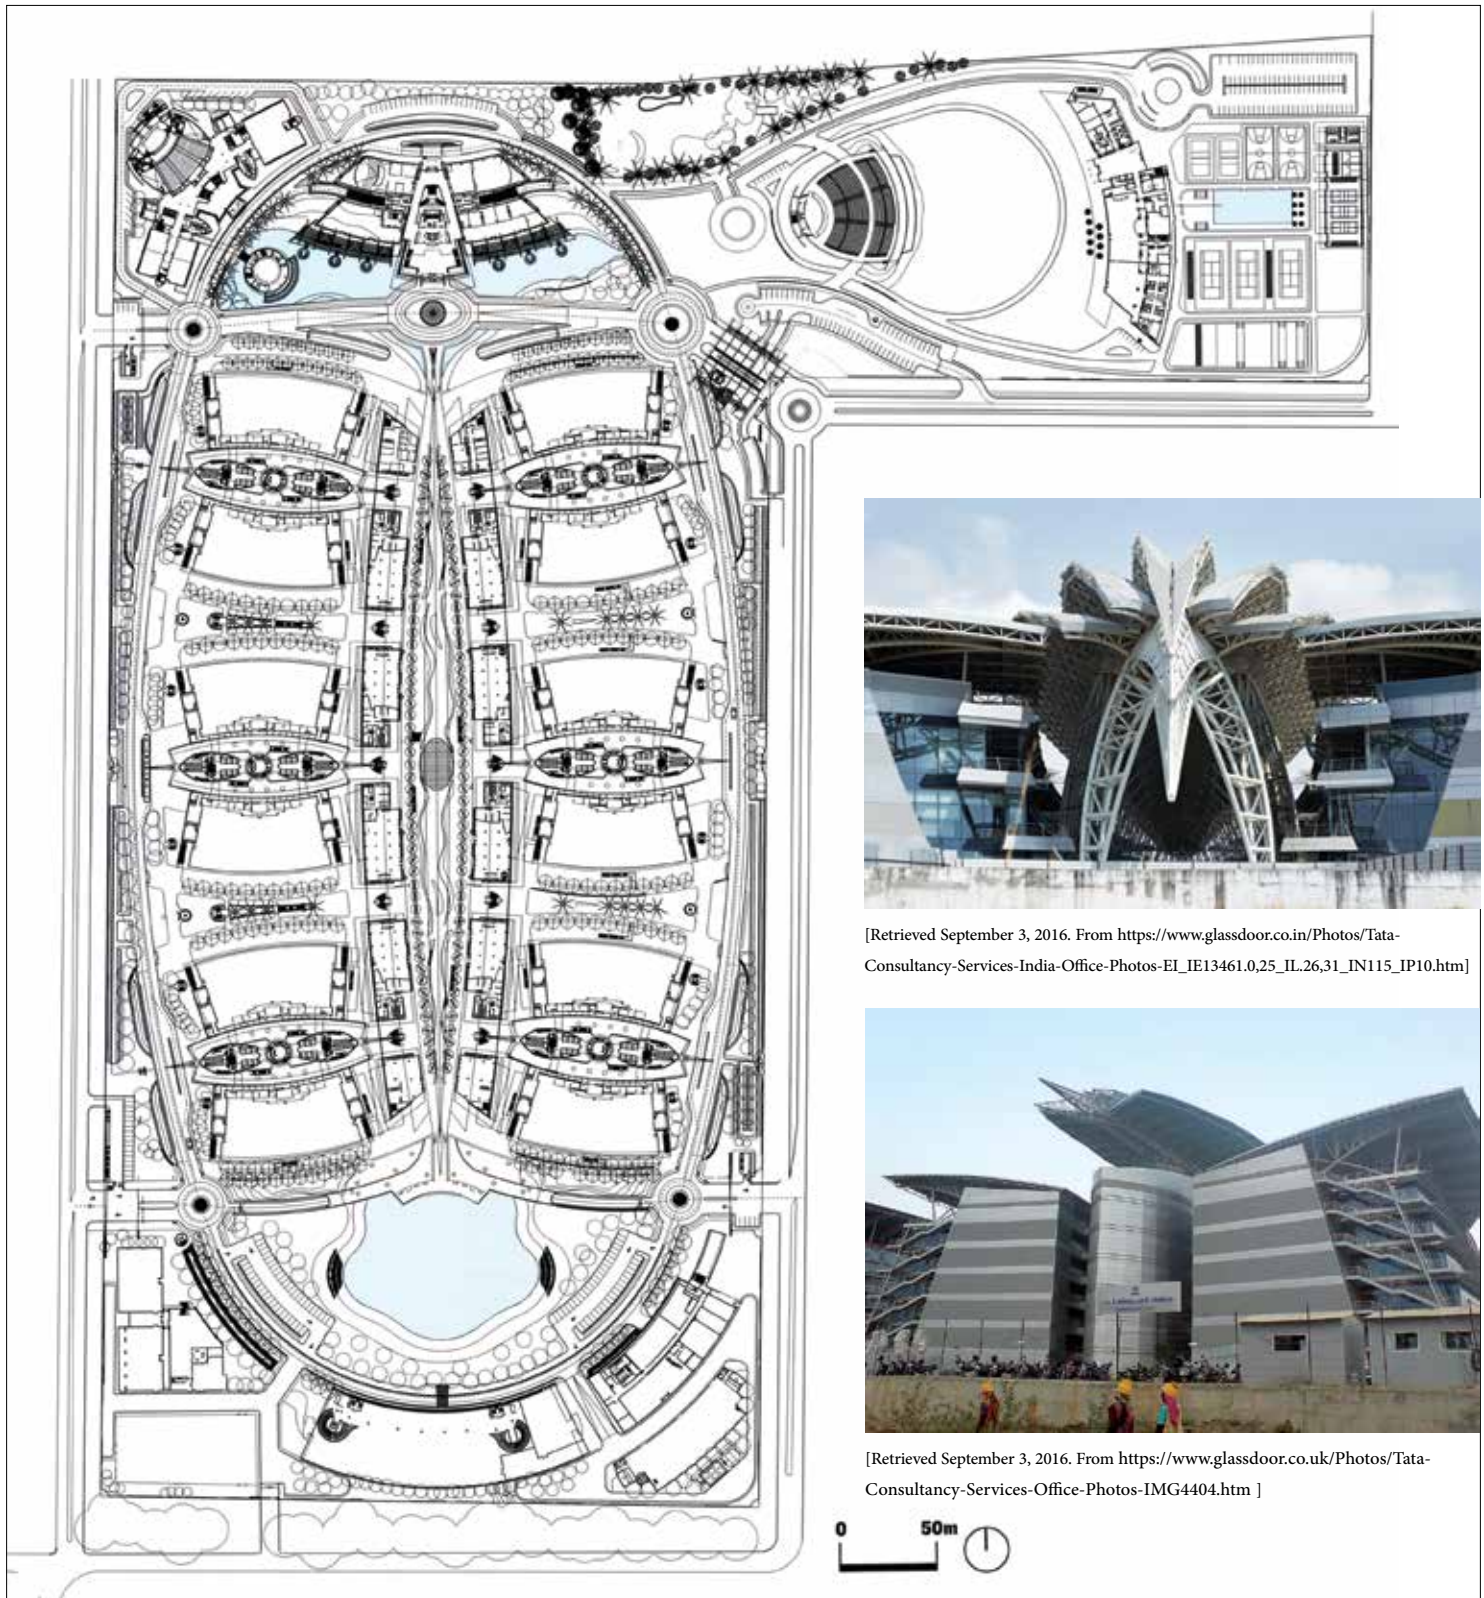 [Retrieved September 3, 2016. From https://www.glassdoor.co.in/Photos/Tata-
Consultancy-Services-India-Office-Photos-EI_IE13461.0,25_IL.26,31_IN115_IP10.htm]
[Retrieved September 3, 2016. From https://www.glassdoor.co.uk/Photos/Tata-
Consultancy-Services-Office-Photos-IMG4404.htm ]
0 50m